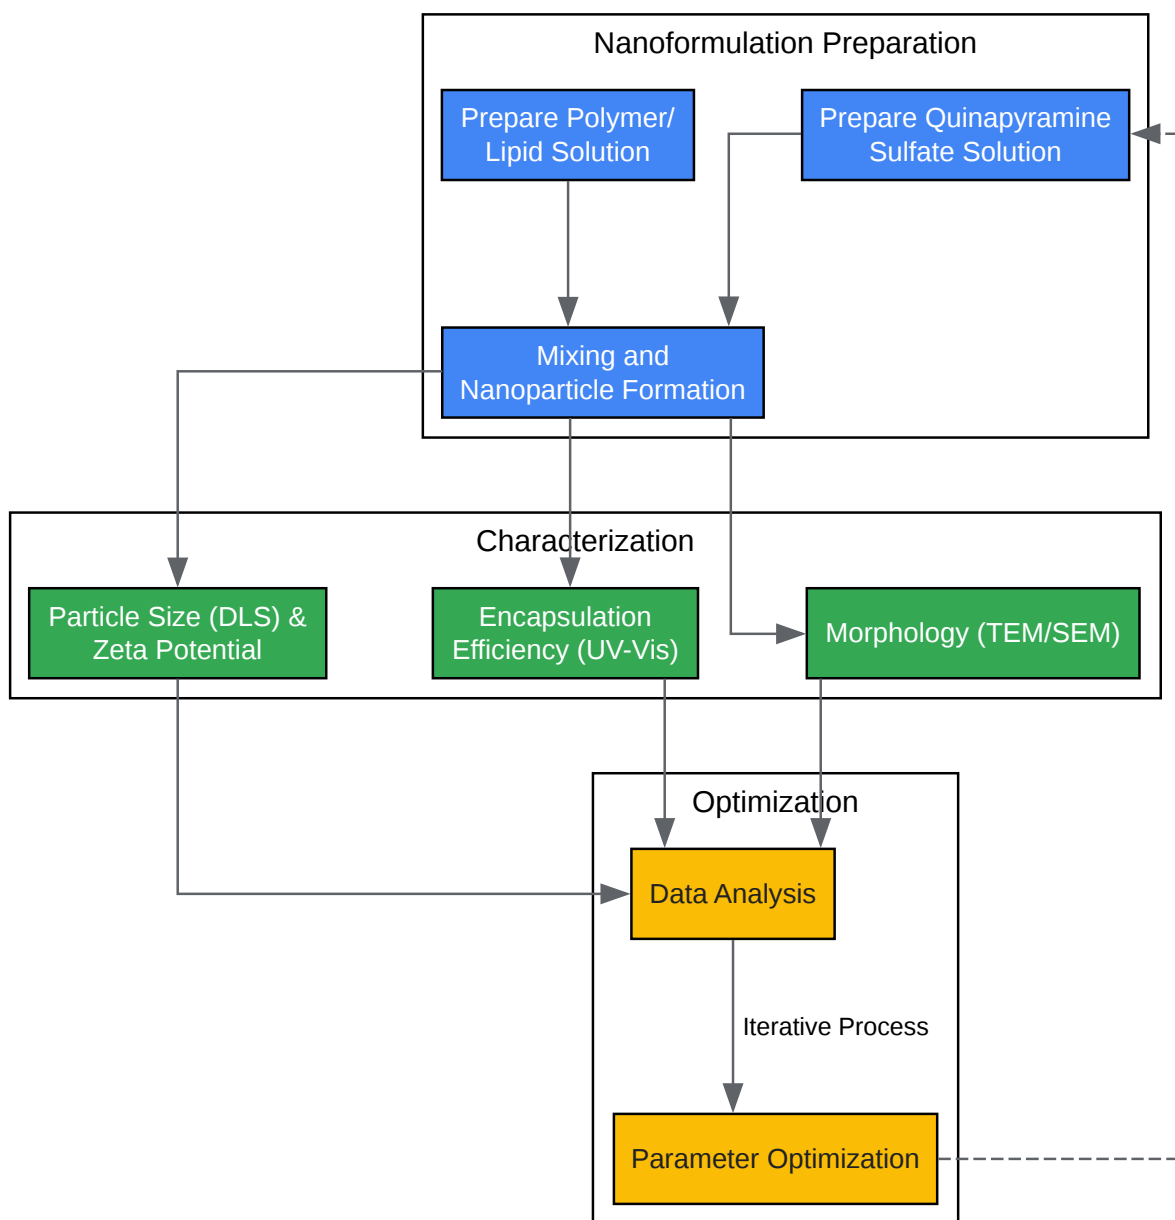 Nanoformulation Preparation
Prepare Polymer/
Lipid Solution
Prepare Quinapyramine
Sulfate Solution
Mixing and
Nanoparticle Formation
Characterization
Particle Size (DLS) &
Zeta Potential
Encapsulation
Efficiency (UV-Vis)
Morphology (TEM/SEM)
Optimization
Data Analysis
Iterative Process
Parameter Optimization